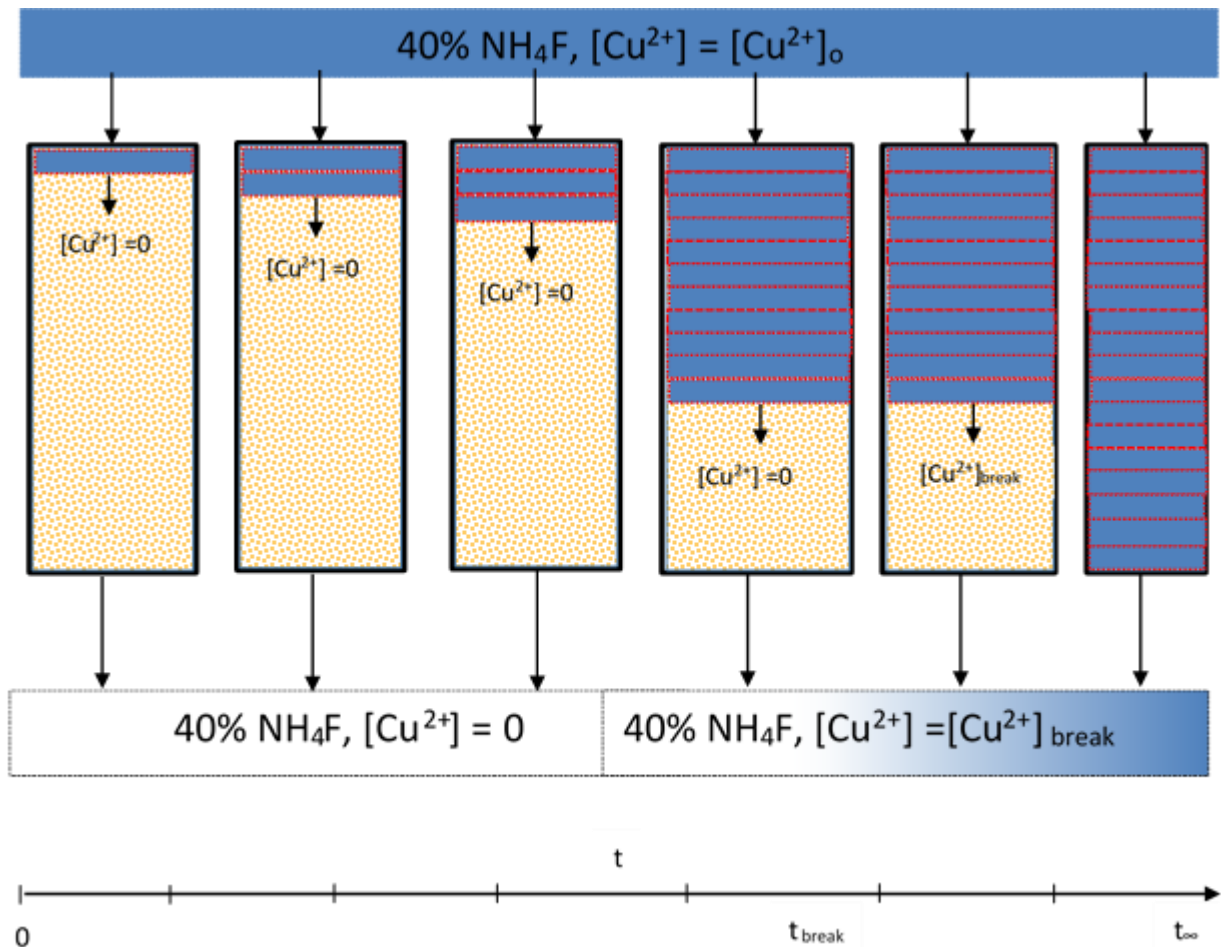 40% NH₄F, [Cu²⁺] = [Cu²⁺]ₒ
[Cu²⁺] =0
[Cu²⁺] =0
[Cu²⁺] =0
[Cu²⁺] =0
[Cu²⁺]break
40% NH₄F, [Cu²⁺] = 0
40% NH₄F, [Cu²⁺] =[Cu²⁺] break
t
0
t break
t∞